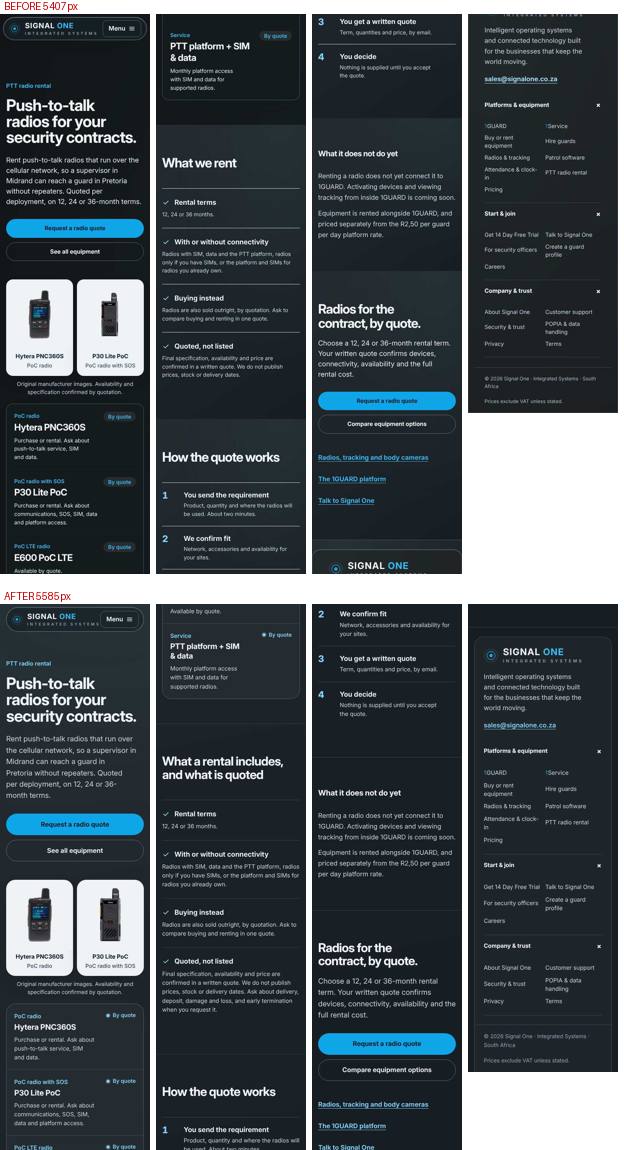 BEFORE 5407px
SIGNAL ONE
INTEGRATED SYSTEMS
Menu
PTT radio rental
Push-to-talk
radios for your
security contracts.
Rent push-to-talk radios that run over the
cellular network, so a supervisor in
Midrand can reach a guard in Pretoria
without repeaters. Quoted per
deployment, on 12, 24 or 36-month terms.
Request a radio quote
See all equipment
Hytera PNC360S
PoC radio
P30 Lite PoC
PoC radio with SOS
Original manufacturer images. Availability and
specification confirmed by quotation.
PoC radio
By quote
Hytera PNC360S
Purchase or rental. Ask about
push-to-talk service, SIM
and data.
PoC radio with SOS
By quote
P30 Lite PoC
Purchase or rental. Ask about
communications, SOS, SIM, data
and platform access.
PoC LTE radio
By quote
E600 PoC LTE
Available by quote.
Service
By quote
PTT platform + SIM
& data
Monthly platform access
with SIM and data for
supported radios.
What we rent
Rental terms
12, 24 or 36 months.
With or without connectivity
Radios with SIM, data and the PTT platform, radios
only if you have SIMs, or the platform and SIMs for
radios you already own.
Buying instead
Radios are also sold outright, by quotation. Ask to
compare buying and renting in one quote.
Quoted, not listed
Final specification, availability and price are
confirmed in a written quote. We do not publish
prices, stock or delivery dates.
How the quote works
1 You send the requirement
Product, quantity and where the radios will
be used. About two minutes.
2 We confirm fit
Network, accessories and availability for
your sites.
3 You get a written quote
Term, quantities and price, by email.
4 You decide
Nothing is supplied until you accept
the quote.
What it does not do yet
Renting a radio does not yet connect it to
1GUARD. Activating devices and viewing
tracking from inside 1GUARD is coming soon.
Equipment is rented alongside 1GUARD, and
priced separately from the R2,50 per guard
per day platform rate.
Radios for the
contract, by quote.
Choose a 12, 24 or 36-month rental term.
Your written quote confirms devices,
connectivity, availability and the full
rental cost.
Request a radio quote
Compare equipment options
Radios, tracking and body cameras
The 1GUARD platform
Talk to Signal One
SIGNAL ONE
Intelligent operating systems
and connected technology built
for the businesses that keep the
world moving.
sales@signalone.co.za
Platforms & equipment
1GUARD
1Service
Buy or rent
equipment
Hire guards
Radios & tracking
Patrol software
Attendance & clock-
in
PTT radio rental
Pricing
Start & join
Get 14 Day Free Trial
Talk to Signal One
For security officers
Create a guard
profile
Careers
Company & trust
About Signal One
Customer support
Security & trust
POPIA & data
handling
Privacy
Terms
© 2026 Signal One · Integrated Systems · South
Africa
Prices exclude VAT unless stated.
AFTER 5585px
SIGNAL ONE
INTEGRATED SYSTEMS
Menu
PTT radio rental
Push-to-talk
radios for your
security contracts.
Rent push-to-talk radios that run over
the cellular network, so a supervisor in
Midrand can reach a guard in
Pretoria without repeaters. Quoted
per deployment, on 12, 24 or 36-
month terms.
Request a radio quote
See all equipment
Hytera PNC360S
PoC radio
P30 Lite PoC
PoC radio with SOS
Original manufacturer images. Availability and
specification confirmed by quotation.
PoC radio
By quote
Hytera PNC360S
Purchase or rental. Ask about
push-to-talk service, SIM
and data.
PoC radio with SOS
By quote
P30 Lite PoC
Purchase or rental. Ask about
communications, SOS, SIM,
data and platform access.
PoC LTE radio
By quote
Available by quote.
Service
By quote
PTT platform + SIM
& data
Monthly platform access
with SIM and data for
supported radios.
What a rental includes,
and what is quoted
Rental terms
12, 24 or 36 months.
With or without connectivity
Radios with SIM, data and the PTT platform, radios
only if you have SIMs, or the platform and SIMs for
radios you already own.
Buying instead
Radios are also sold outright, by quotation. Ask to
compare buying and renting in one quote.
Quoted, not listed
Final specification, availability and price are
confirmed in a written quote. We do not publish
prices, stock or delivery dates. Ask about delivery,
deposit, damage and loss, and early termination
when you request it.
How the quote works
1 You send the requirement
Product, quantity and where the radios will
be used. About two minutes.
2 We confirm fit
Network, accessories and availability for
your sites.
3 You get a written quote
Term, quantities and price, by email.
4 You decide
Nothing is supplied until you accept
the quote.
What it does not do yet
Renting a radio does not yet connect it to
1GUARD. Activating devices and viewing
tracking from inside 1GUARD is coming soon.
Equipment is rented alongside 1GUARD, and
priced separately from the R2,50 per guard
per day platform rate.
Radios for the
contract, by quote.
Choose a 12, 24 or 36-month rental
term. Your written quote confirms
devices, connectivity, availability and the
full rental cost.
Request a radio quote
Compare equipment options
Radios, tracking and body cameras
The 1GUARD platform
Talk to Signal One
SIGNAL ONE
INTEGRATED SYSTEMS
Intelligent operating systems
and connected technology built
for the businesses that keep the
world moving.
sales@signalone.co.za
Platforms & equipment
1GUARD
1Service
Buy or rent
equipment
Hire guards
Radios & tracking
Patrol software
Attendance & clock-
in
PTT radio rental
Pricing
Start & join
Get 14 Day Free Trial
Talk to Signal One
For security officers
Create a guard
profile
Careers
Company & trust
About Signal One
Customer support
Security & trust
POPIA & data
handling
Privacy
Terms
© 2026 Signal One · Integrated Systems ·
South Africa
Prices exclude VAT unless stated.